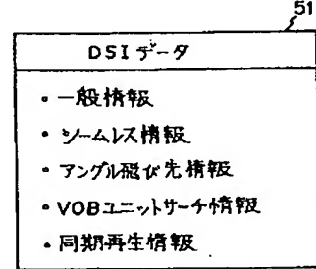 51
DSIデータ
・一般情報
・シームレス情報
・アングル飛び先情報
・VOBユニットサーチ情報
・同期再生情報